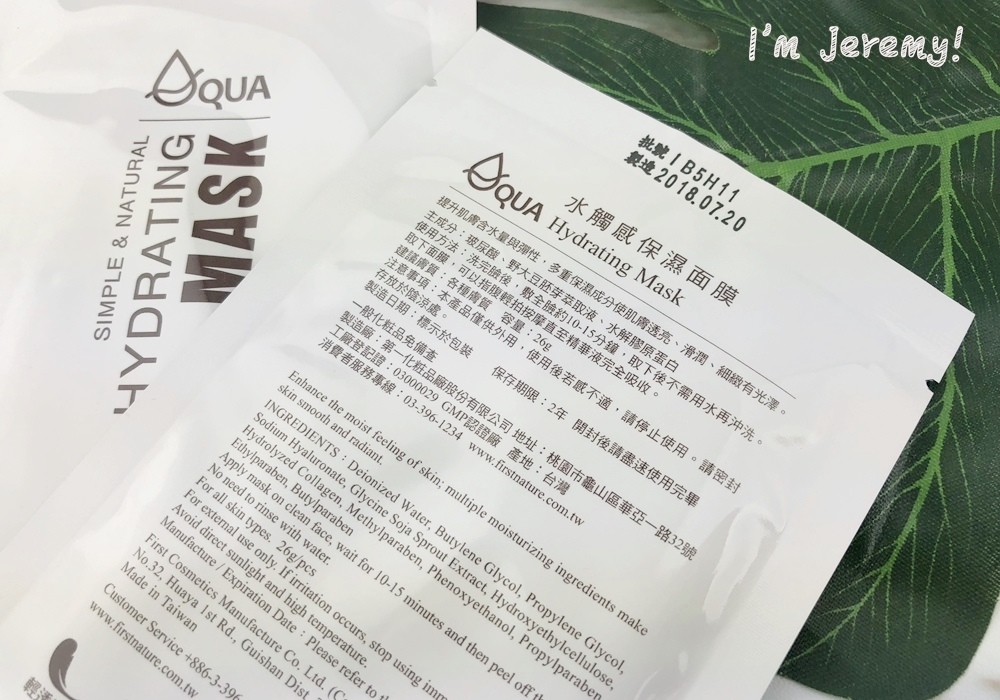 I'm Jeremy!
AQUA
SIMPLE & NATURAL
HYDRATING
MASK
批號 1B5H11
製造 2018.07.20
AQUA
水觸感保濕面膜
Hydrating Mask
提升肌膚含水量與彈性，多重保濕成分使肌膚透亮、滑潤、細緻有光澤。
主成分：玻尿酸，野大豆胚芽萃取液，水解膠原蛋白
使用方法：洗完臉後，敷全臉約10-15分鐘，取下後不需用水再沖洗。
取下面膜，可以指腹輕拍按摩直至精華液完全吸收。
建議膚質：各種膚質 容量：26g
注意事項：本產品僅供外用，使用後若感不適，請停止使用。請密封
存放於陰涼處。 保存期限：2年 開封後請盡速使用完畢
製造日期：標示於包裝
一般化粧品免備查
製造廠：第一化粧品廠股份有限公司 地址：桃園市龜山區華亞一路32號
工廠登記證：03000029 GMP認證廠 產地：台灣
消費者服務專線：03-396-1234 www.firstnature.com.tw
Enhance the moist feeling of skin; multiple moisturizing ingredients make
skin smooth and radiant.
INGREDIENTS：Deionized Water, Butylene Glycol, Propylene Glycol,
Sodium Hyaluronate, Glycine Soja Sprout Extract, Hydroxyethylcellulose,
Hydrolyzed Collagen, Methylparaben, Phenoxyethanol, Propylparaben,
Ethylparaben, Butylparaben
Apply mask on clean face, wait for 10-15 minutes and then peel off th
No need to rinse with water.
For all skin types. 26g/pcs
For external use only. If irritation occurs, stop using imm
Avoid direct sunlight and high temperature.
Manufacture / Expiration Date：Please refer to th
First Cosmetics Manufacture Co., Ltd.
No.32, Huaya 1st Rd., Guishan Dist.
Made in Taiwan
Customer Service +886-3-396
www.firstnature.com.tw